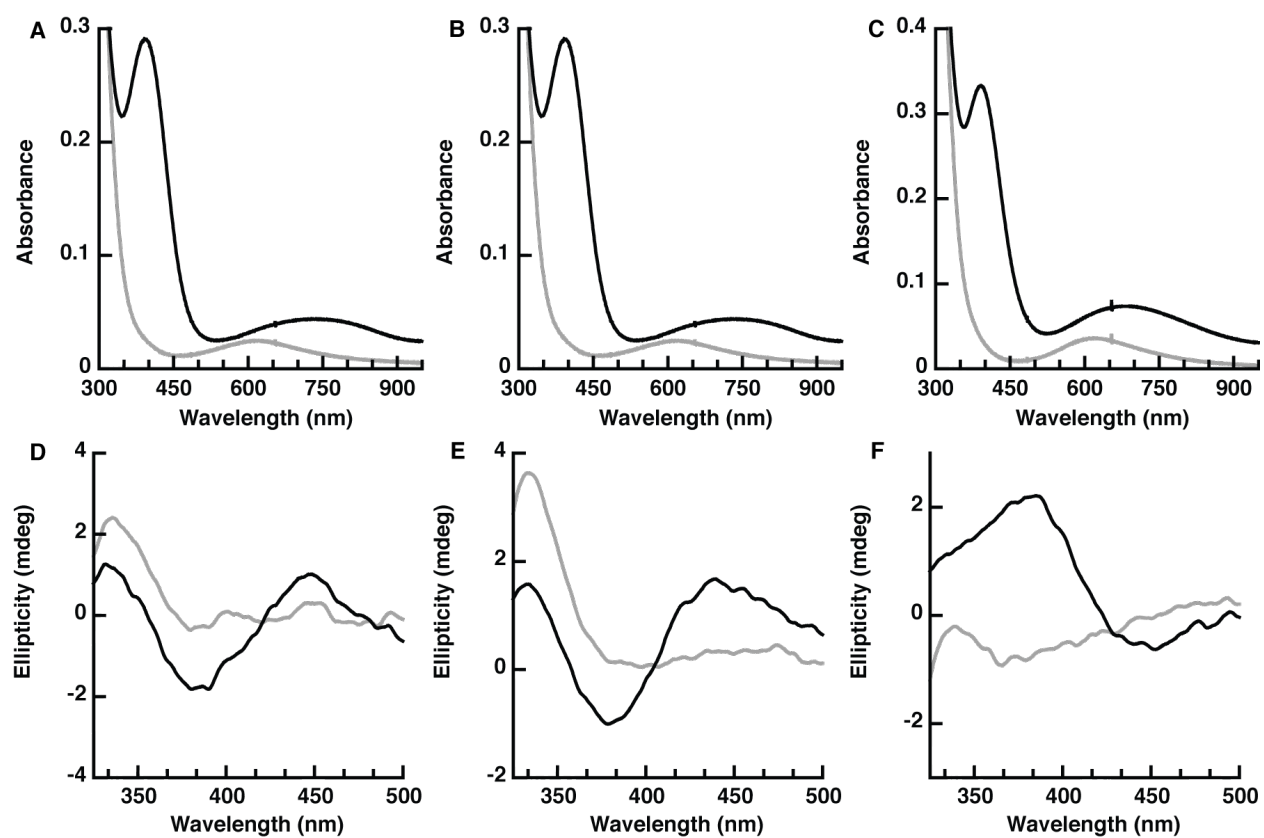 A
0.3
0.2
0.1
0
Absorbance
300 450 600 750 900
Wavelength (nm)
B
0.3
0.2
0.1
0
Absorbance
300 450 600 750 900
Wavelength (nm)
C
0.4
0.3
0.2
0.1
0
Absorbance
300 450 600 750 900
Wavelength (nm)
D
4
2
0
-2
-4
Ellipticity (mdeg)
350 400 450 500
Wavelength (nm)
E
4
2
0
-2
Ellipticity (mdeg)
350 400 450 500
Wavelength (nm)
F
2
0
-2
Ellipticity (mdeg)
350 400 450 500
Wavelength (nm)